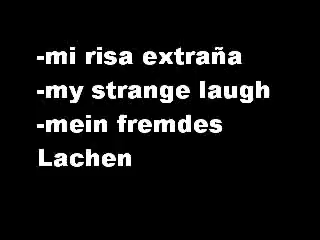 -mi risa extraña
-my strange laugh
-mein fremdes
Lachen